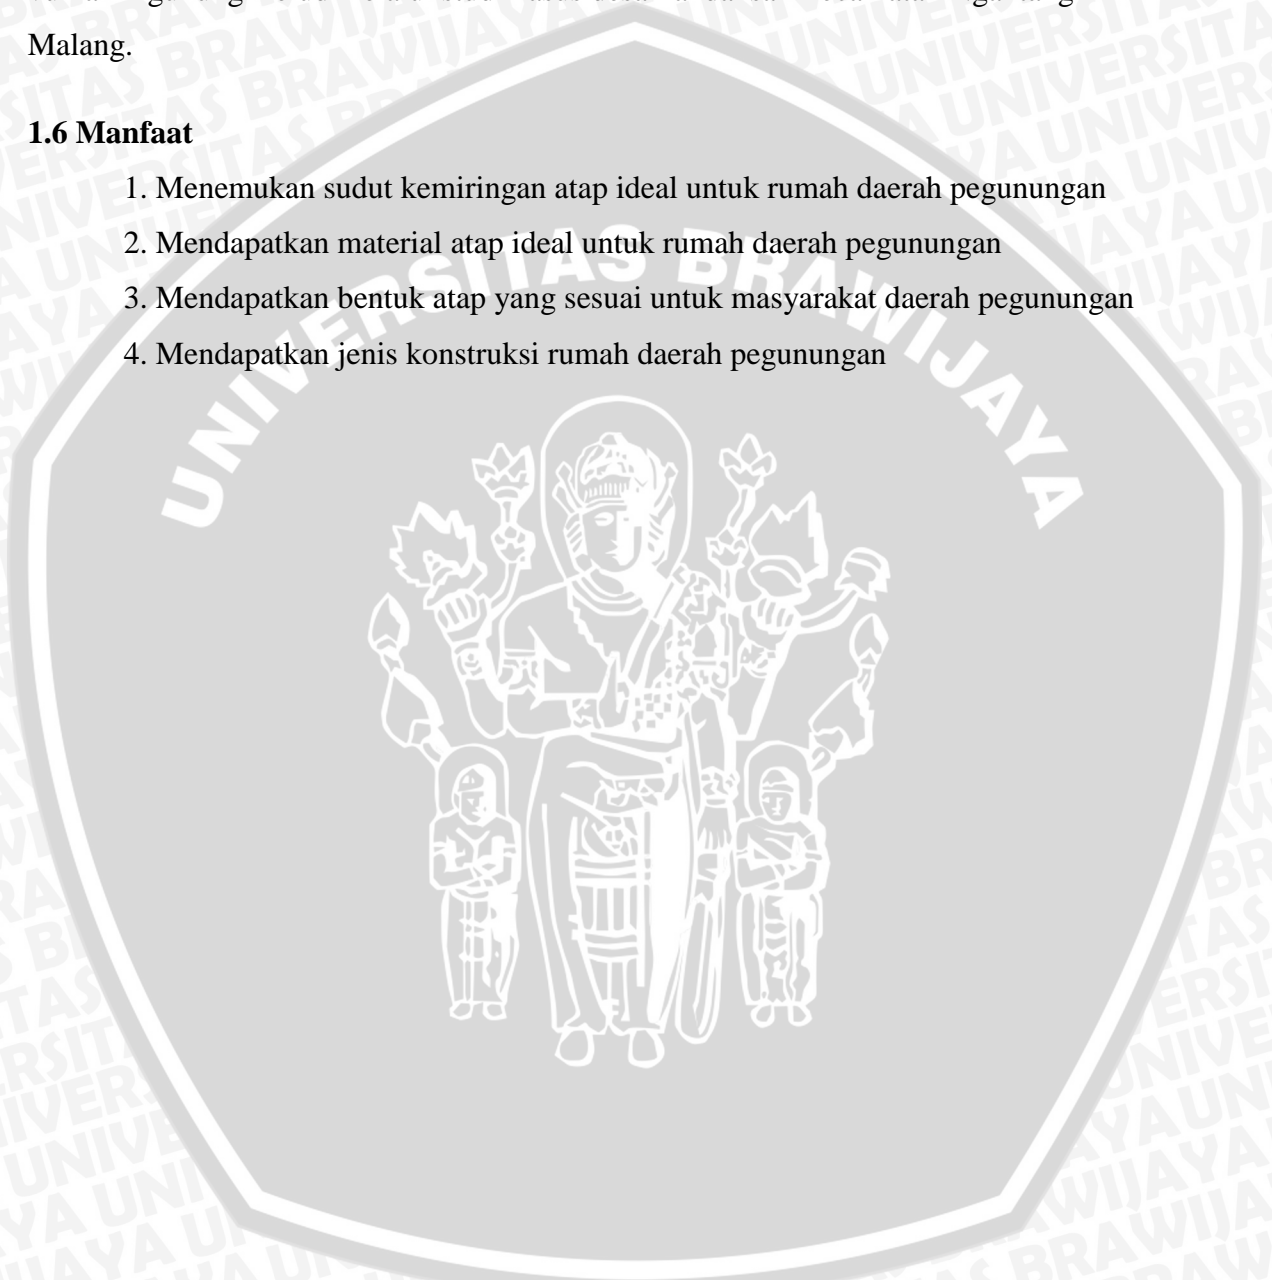 Malang.
1.6 Manfaat
1. Menemukan sudut kemiringan atap ideal untuk rumah daerah pegunungan
2. Mendapatkan material atap ideal untuk rumah daerah pegunungan
3. Mendapatkan bentuk atap yang sesuai untuk masyarakat daerah pegunungan
4. Mendapatkan jenis konstruksi rumah daerah pegunungan
UNIVERSITAS BRAWIJAYA